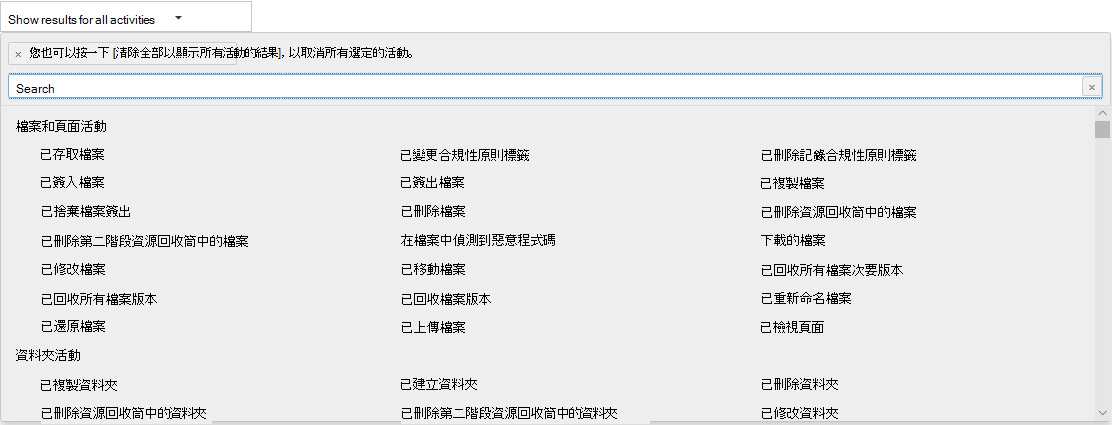 Show results for all activities
× 您也可以按一下 [清除全部以顯示所有活動的結果], 以取消所有選定的活動。
Search ×
檔案和頁面活動
已存取檔案 已變更合規性原則標籤 已刪除記錄合規性原則標籤
已簽入檔案 已簽出檔案 已複製檔案
已捨棄檔案簽出 已刪除檔案 已刪除資源回收筒中的檔案
已刪除第二階段資源回收筒中的檔案 在檔案中偵測到惡意程式碼 下載的檔案
已修改檔案 已移動檔案 已回收所有檔案次要版本
已回收所有檔案版本 已回收檔案版本 已重新命名檔案
已還原檔案 已上傳檔案 已檢視頁面
資料夾活動
已複製資料夾 已建立資料夾 已刪除資料夾
已刪除資源回收筒中的資料夾 已刪除第二階段資源回收筒中的資料夾 已修改資料夾